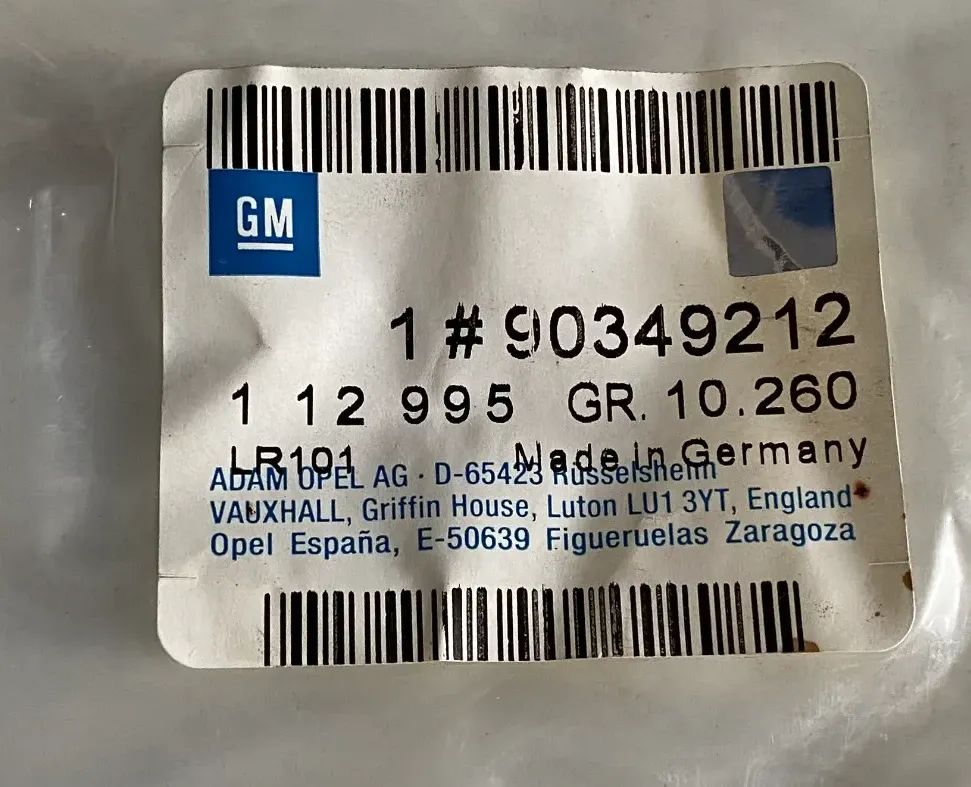 GM
1 # 90349212
1 12 995 GR. 10.260
LR101 Made in Germany
ADAM OPEL AG · D-65423 Rüsselsheim
VAUXHALL, Griffin House, Luton LU1 3YT, England
Opel España, E-50639 Figueruelas Zaragoza